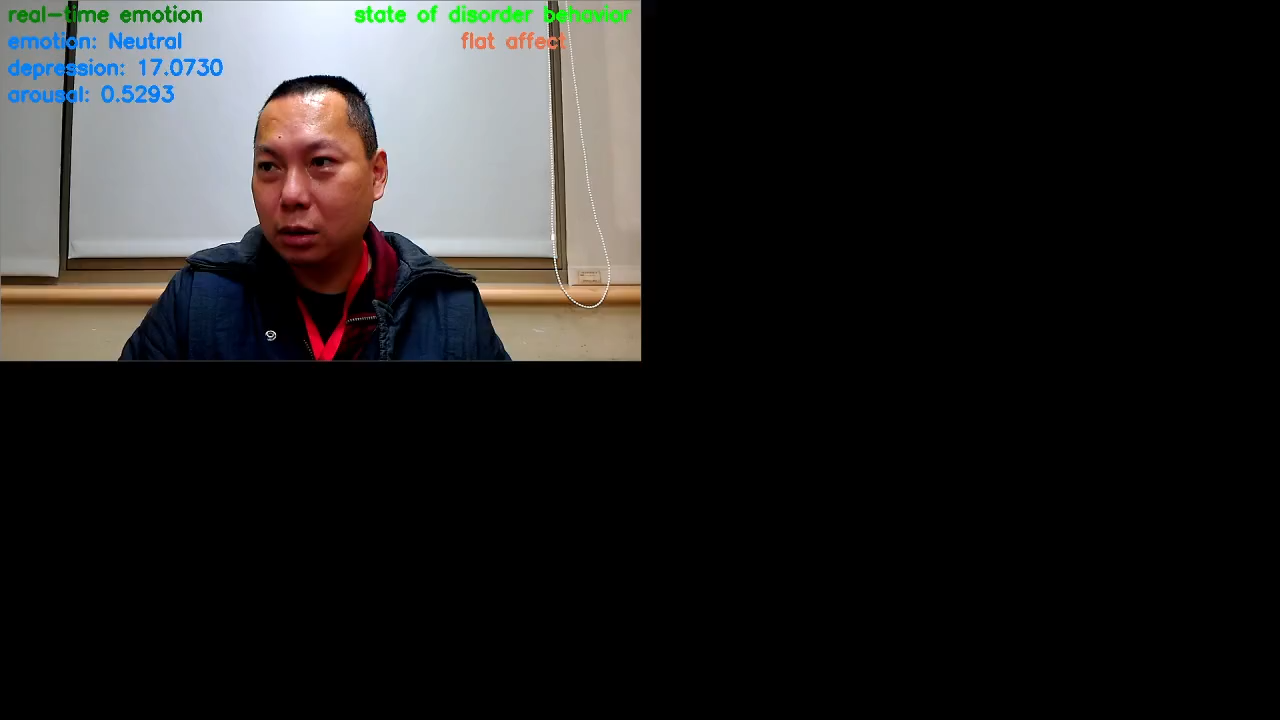 real-time emotion
emotion: Neutral
depression: 17.0730
arousal: 0.5293
state of disorder behavior
flat affect